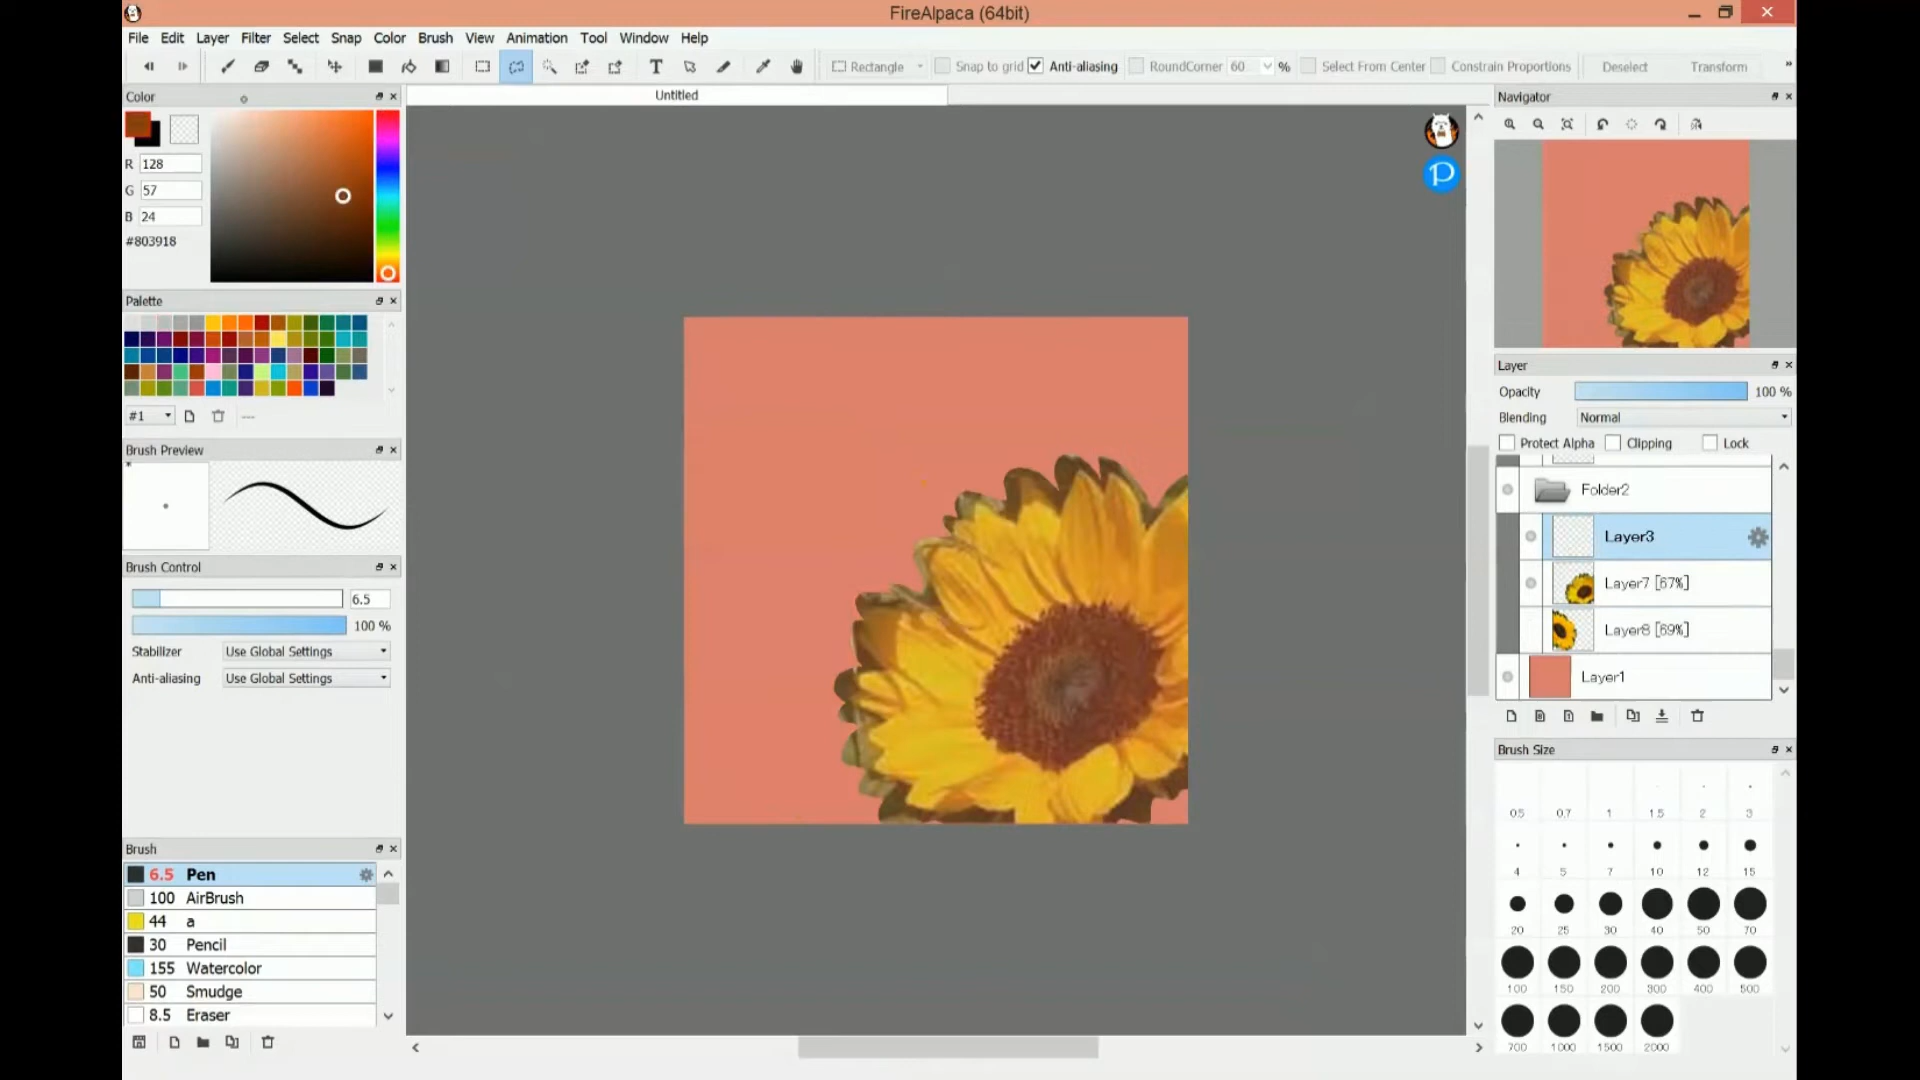 FireAlpaca (64bit)
File Edit Layer Filter Select Snap Color Brush View Animation Tool Window Help
T Rectangle Snap to grid Anti-aliasing RoundCorner 60 % Select From Center Constrain Proportions Deselect Transform »
Color
Untitled
Navigator
R 128
G 57
B 24
#803918
P
Palette
#1
---
Layer
Opacity 100 %
Blending Normal
Protect Alpha Clipping Lock
Folder2
Layer3
Layer7 [67%]
Layer8 [69%]
Layer1
Brush Preview
Brush Control
6.5
100 %
Stabilizer Use Global Settings
Anti-aliasing Use Global Settings
Brush Size
0.5 0.7 1 1.5 2 3
4 5 7 10 12 15
20 25 30 40 50 70
100 150 200 300 400 500
700 1000 1500 2000
Brush
6.5 Pen
100 AirBrush
44 a
30 Pencil
155 Watercolor
50 Smudge
8.5 Eraser